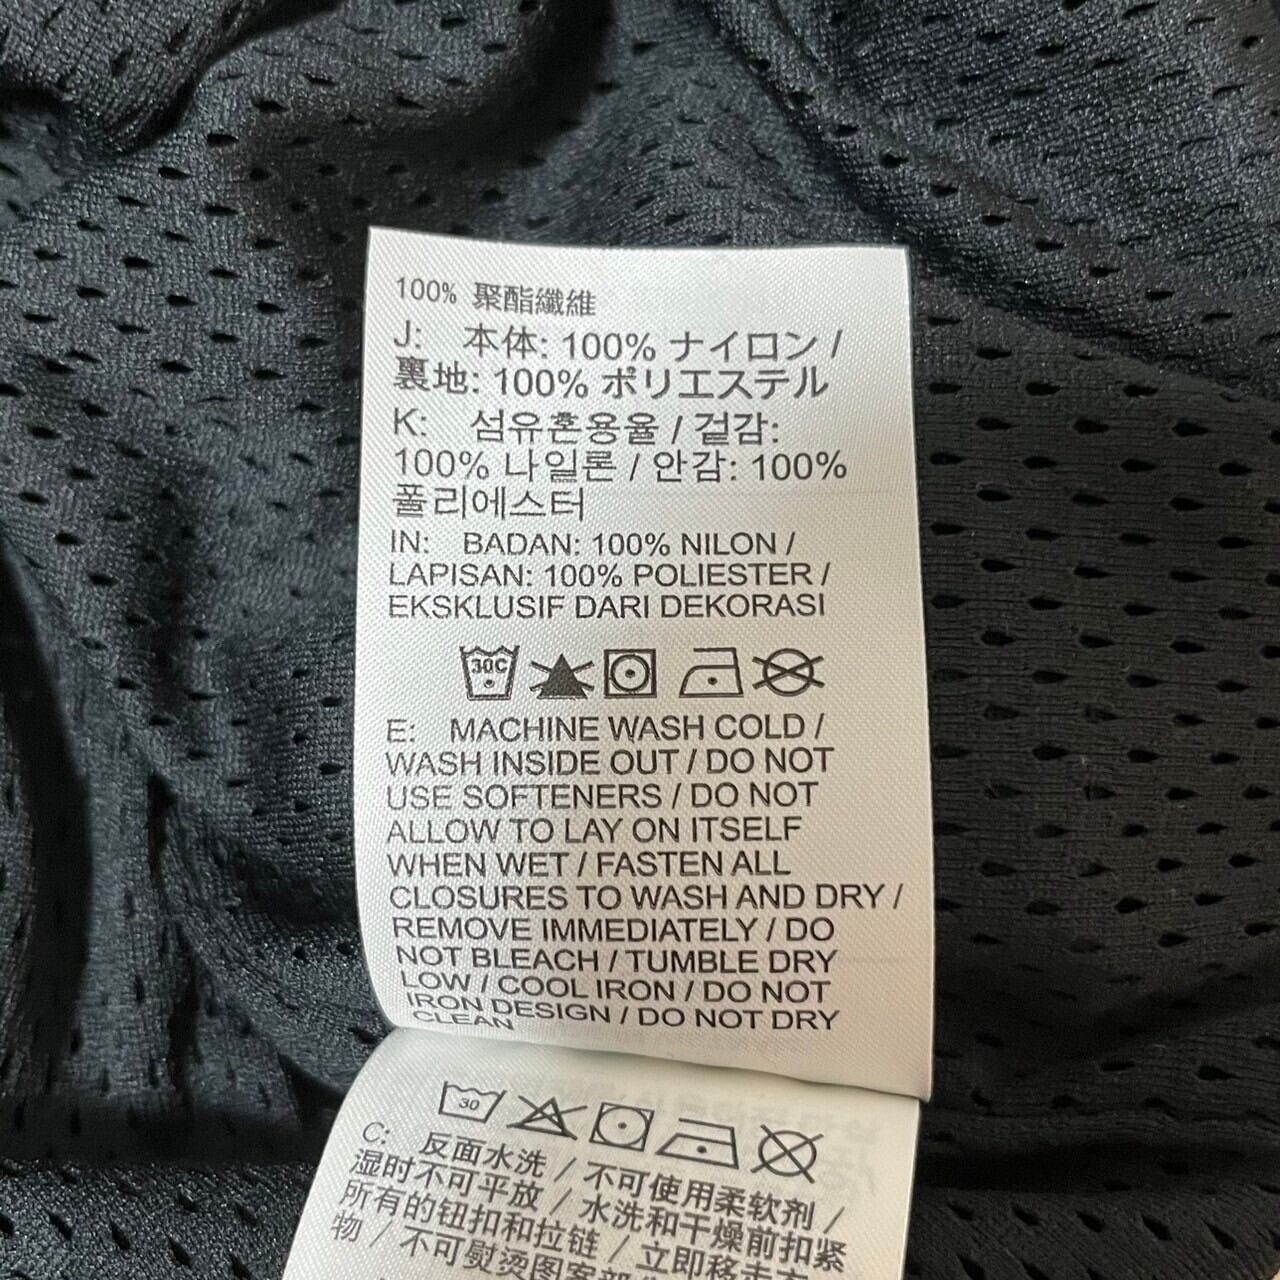 100% 聚酯纖維
J: 本体: 100% ナイロン /
裏地: 100% ポリエステル
K: 섬유혼용율 / 겉감:
100% 나일론 / 안감: 100%
폴리에스터
IN: BADAN: 100% NILON /
LAPISAN: 100% POLIESTER /
EKSKLUSIF DARI DEKORASI
30C
E: MACHINE WASH COLD /
WASH INSIDE OUT / DO NOT
USE SOFTENERS / DO NOT
ALLOW TO LAY ON ITSELF
WHEN WET / FASTEN ALL
CLOSURES TO WASH AND DRY /
REMOVE IMMEDIATELY / DO
NOT BLEACH / TUMBLE DRY
LOW / COOL IRON / DO NOT
IRON DESIGN / DO NOT DRY
CLEAN
30
C: 反面水洗 / 不可使用柔软剂 /
湿时不可平放 / 水洗和干燥前扣紧
所有的钮扣和拉链 / 立即移走衣
物 / 不可熨烫图案部